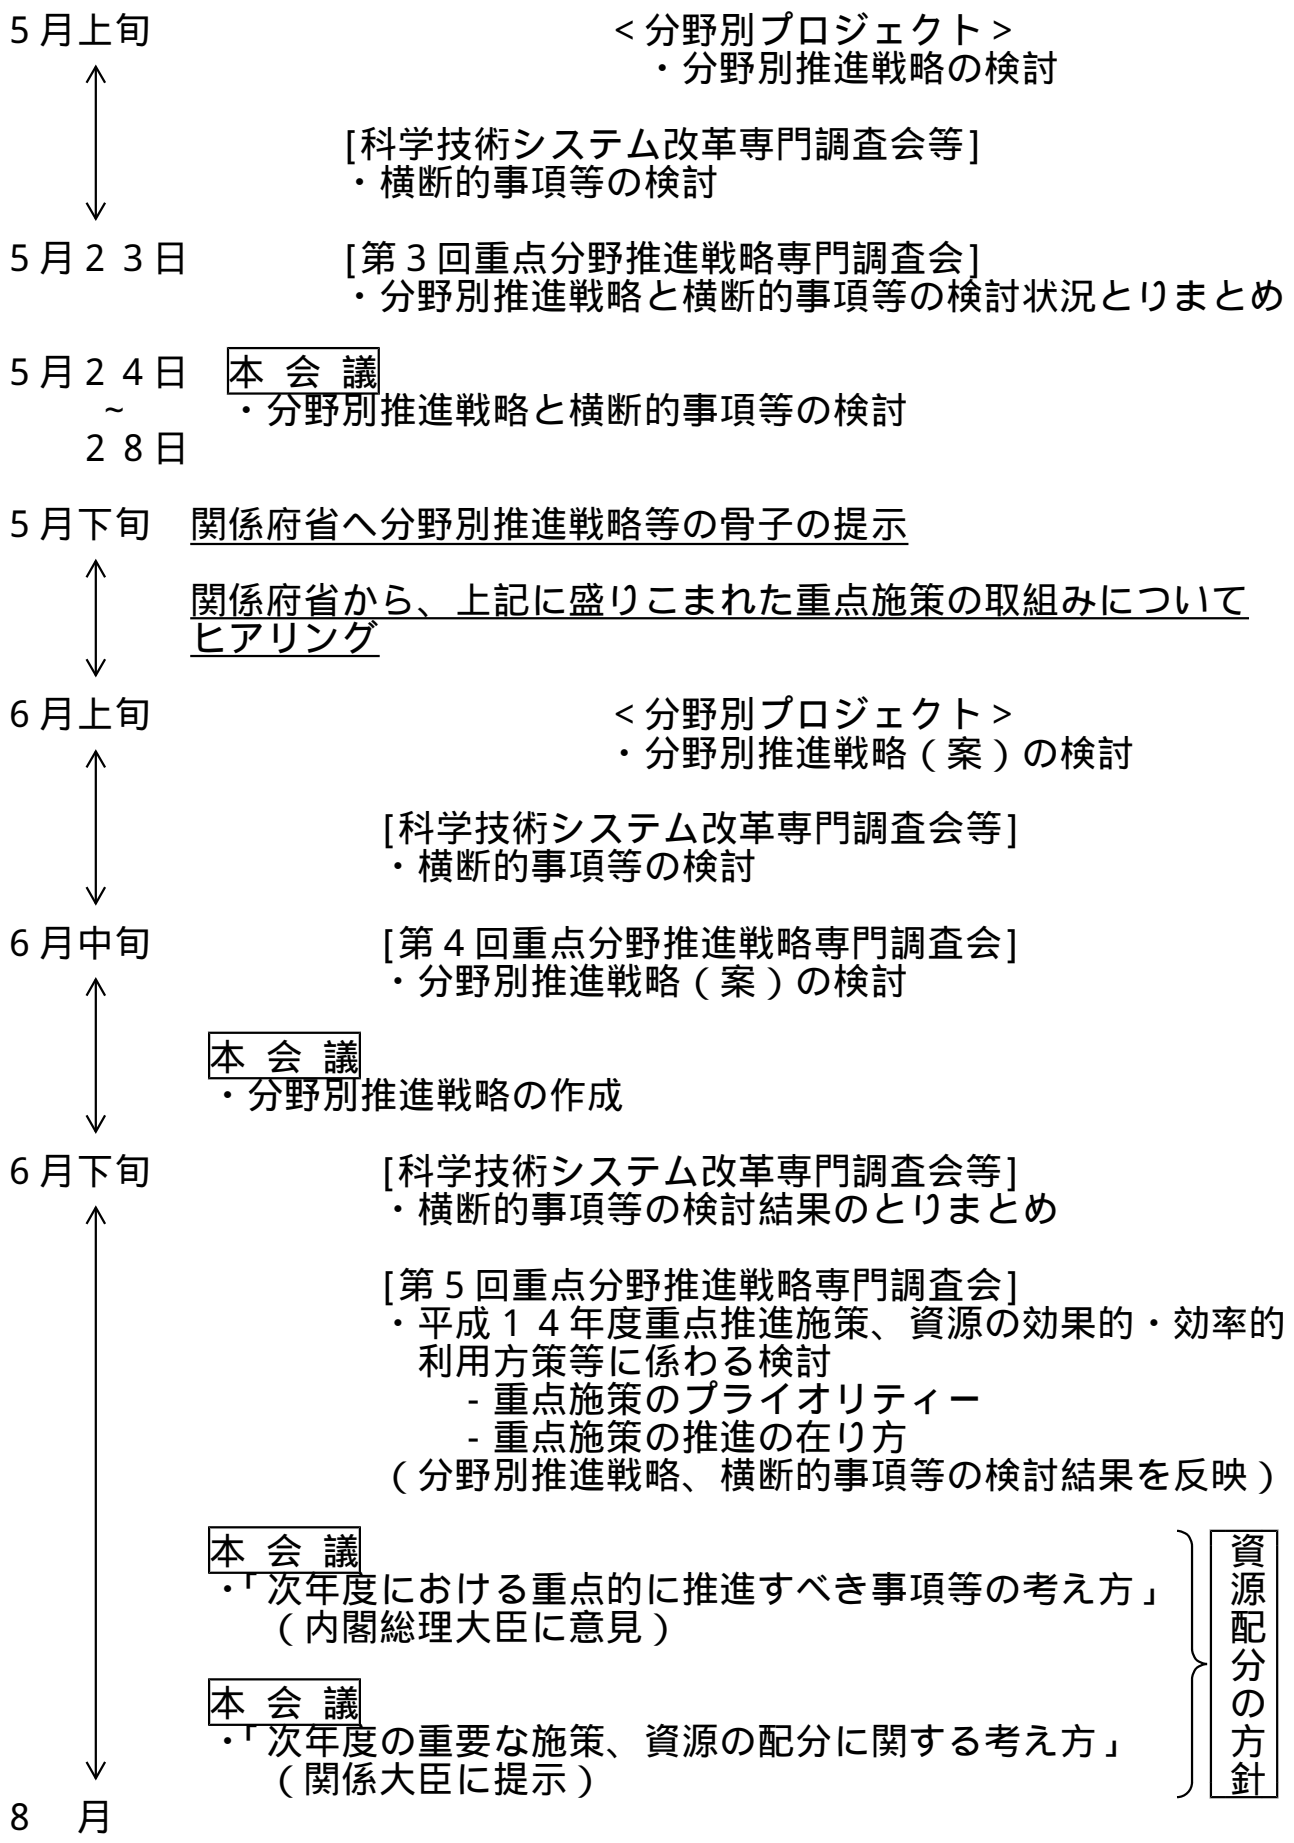 ５月上旬　＜分野別プロジェクト＞
・分野別推進戦略の検討
[科学技術システム改革専門調査会等]
・横断的事項等の検討
５月２３日　[第３回重点分野推進戦略専門調査会]
・分野別推進戦略と横断的事項等の検討状況とりまとめ
５月２４日　本 会 議
~　・分野別推進戦略と横断的事項等の検討
２８日
５月下旬　関係府省へ分野別推進戦略等の骨子の提示
関係府省から、上記に盛りこまれた重点施策の取組みについて
ヒアリング
６月上旬　＜分野別プロジェクト＞
・分野別推進戦略（案）の検討
[科学技術システム改革専門調査会等]
・横断的事項等の検討
６月中旬　[第４回重点分野推進戦略専門調査会]
・分野別推進戦略（案）の検討
本 会 議
・分野別推進戦略の作成
６月下旬　[科学技術システム改革専門調査会等]
・横断的事項等の検討結果のとりまとめ
[第５回重点分野推進戦略専門調査会]
・平成１４年度重点推進施策、資源の効果的・効率的
利用方策等に係わる検討
- 重点施策のプライオリティー
- 重点施策の推進の在り方
（分野別推進戦略、横断的事項等の検討結果を反映）
本 会 議
・「次年度における重点的に推進すべき事項等の考え方」
（内閣総理大臣に意見）
本 会 議
・「次年度の重要な施策、資源の配分に関する考え方」
（関係大臣に提示）
資源配分の方針
８　月